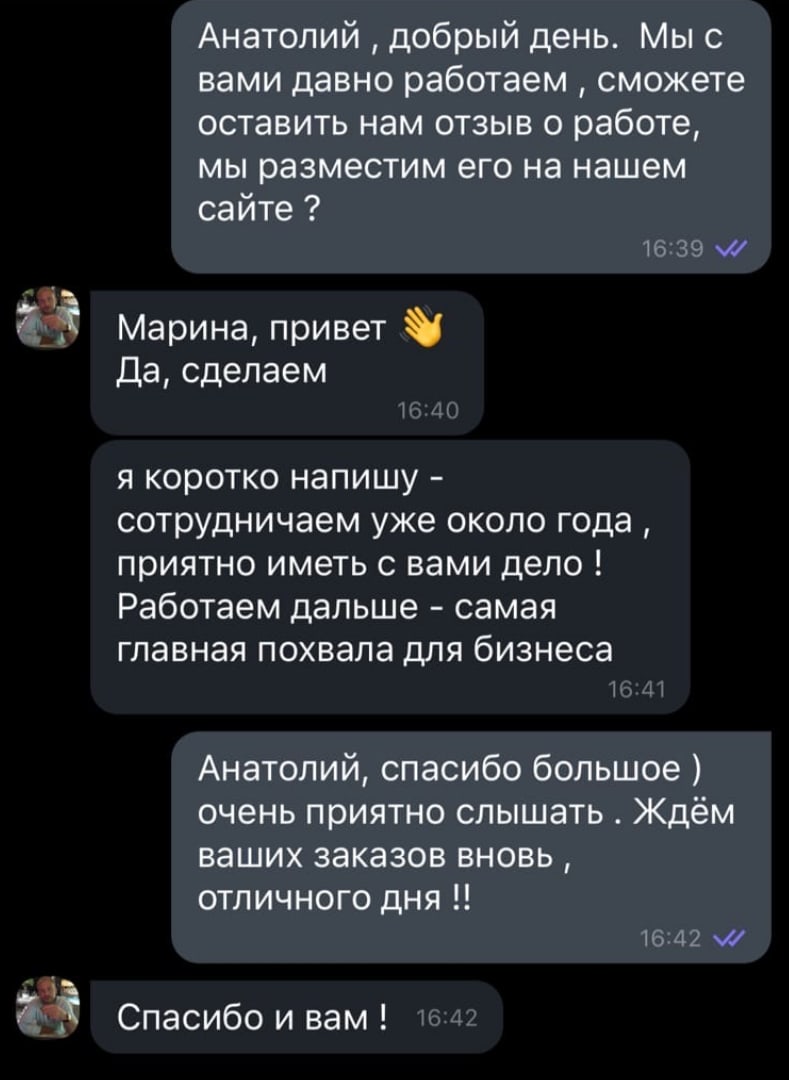 Анатолий , добрый день.  Мы с
вами давно работаем , сможете
оставить нам отзыв о работе,
мы разместим его на нашем
сайте ?
16:39
Марина, привет 👋
Да, сделаем
16:40
я коротко напишу -
сотрудничаем уже около года ,
приятно иметь с вами дело !
Работаем дальше - самая
главная похвала для бизнеса
16:41
Анатолий, спасибо большое )
очень приятно слышать . Ждём
ваших заказов вновь ,
отличного дня !!
16:42
Спасибо и вам ! 16:42